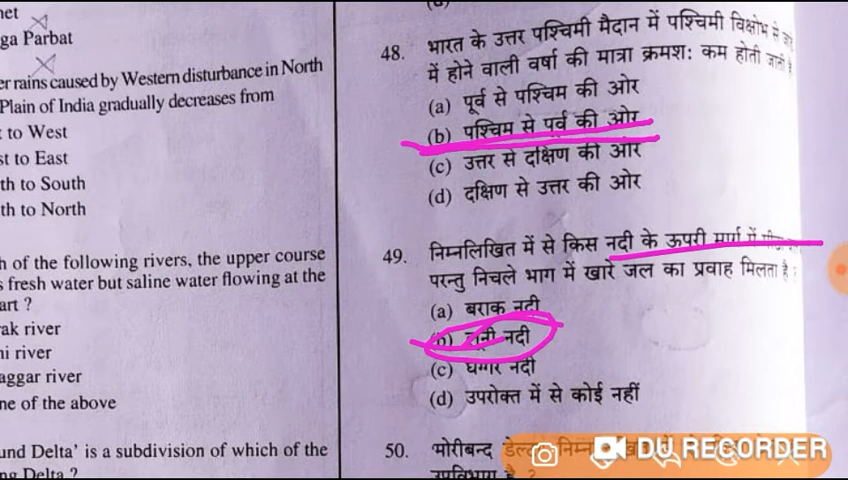 net
ga Parbat
er rains caused by Western disturbance in North
Plain of India gradually decreases from
to West
st to East
th to South
th to North
h of the following rivers, the upper course
s fresh water but saline water flowing at the
art ?
ak river
ni river
aggar river
ne of the above
und Delta' is a subdivision of which of the
ng Delta ?
48. भारत के उत्तर पश्चिमी मैदान में पश्चिमी विक्षोभ से
में होने वाली वर्षा की मात्रा क्रमशः कम होती जाती है
(a) पूर्व से पश्चिम की ओर
(b) पश्चिम से पूर्व की ओर
(c) उत्तर से दक्षिण की ओर
(d) दक्षिण से उत्तर की ओर
49. निम्नलिखित में से किस नदी के ऊपरी मार्ग में
परन्तु निचले भाग में खारे जल का प्रवाह मिलता है ?
(a) बराक नदी
(b) लूनी नदी
(c) घग्गर नदी
(d) उपरोक्त में से कोई नहीं
50. मोरीबन्द डेल्टा
उपविभाग है ?
DU RECORDER